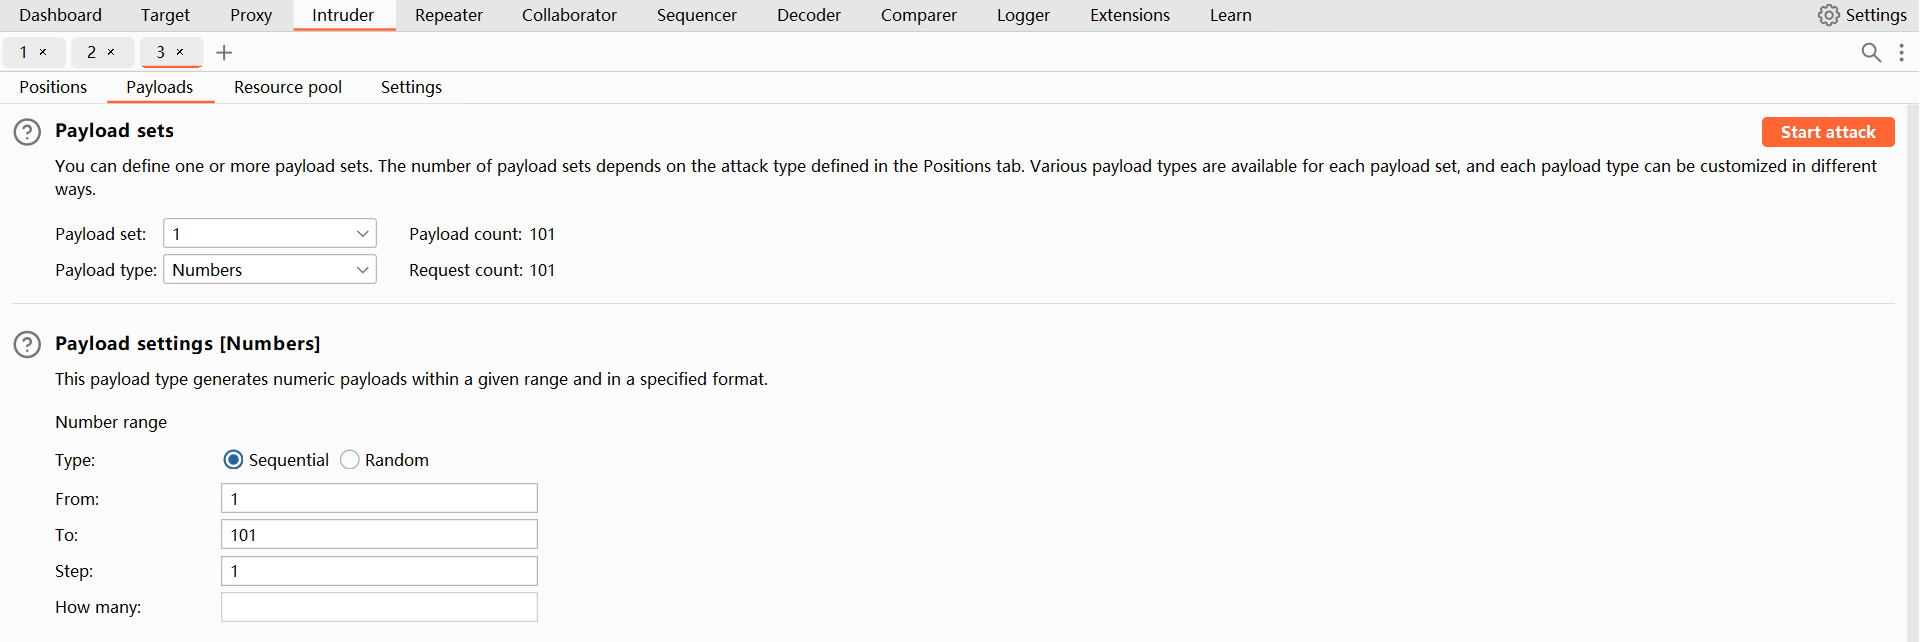 Dashboard Target Proxy Intruder Repeater Collaborator Sequencer Decoder Comparer Logger Extensions Learn Settings
1 × 2 × 3 × +
Positions Payloads Resource pool Settings
? Payload sets Start attack
You can define one or more payload sets. The number of payload sets depends on the attack type defined in the Positions tab. Various payload types are available for each payload set, and each payload type can be customized in different
ways.
Payload set: 1 Payload count: 101
Payload type: Numbers Request count: 101
? Payload settings [Numbers]
This payload type generates numeric payloads within a given range and in a specified format.
Number range
Type: Sequential Random
From: 1
To: 101
Step: 1
How many: